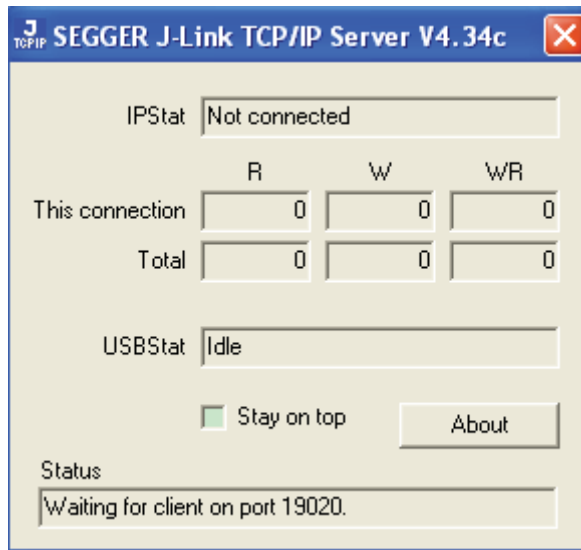 J
TCPIP SEGGER J-Link TCP/IP Server V4.34c
IPStat Not connected
R W WR
This connection 0 0 0
Total 0 0 0
USBStat Idle
Stay on top About
Status
Waiting for client on port 19020.